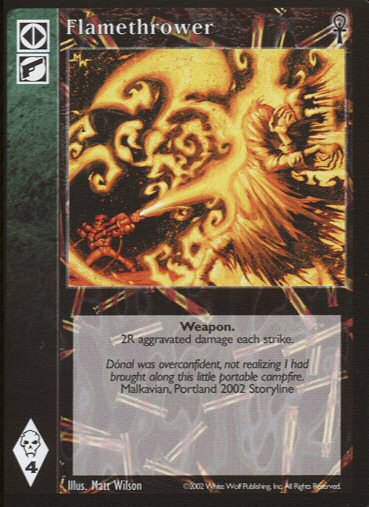 Flamethrower
MW
Weapon.
2R aggravated damage each strike.
Dónal was overconfident, not realizing I had
brought along this little portable campfire.
Malkavian, Portland 2002 Storyline
4
Illus. Matt Wilson
©2002 White Wolf Publishing, Inc. All Rights Reserved.